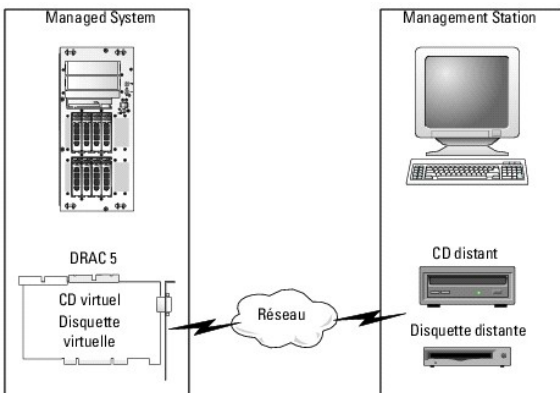 Managed System
Management Station
DRAC 5
CD virtuel
Disquette
virtuelle
Réseau
CD distant
Disquette distante